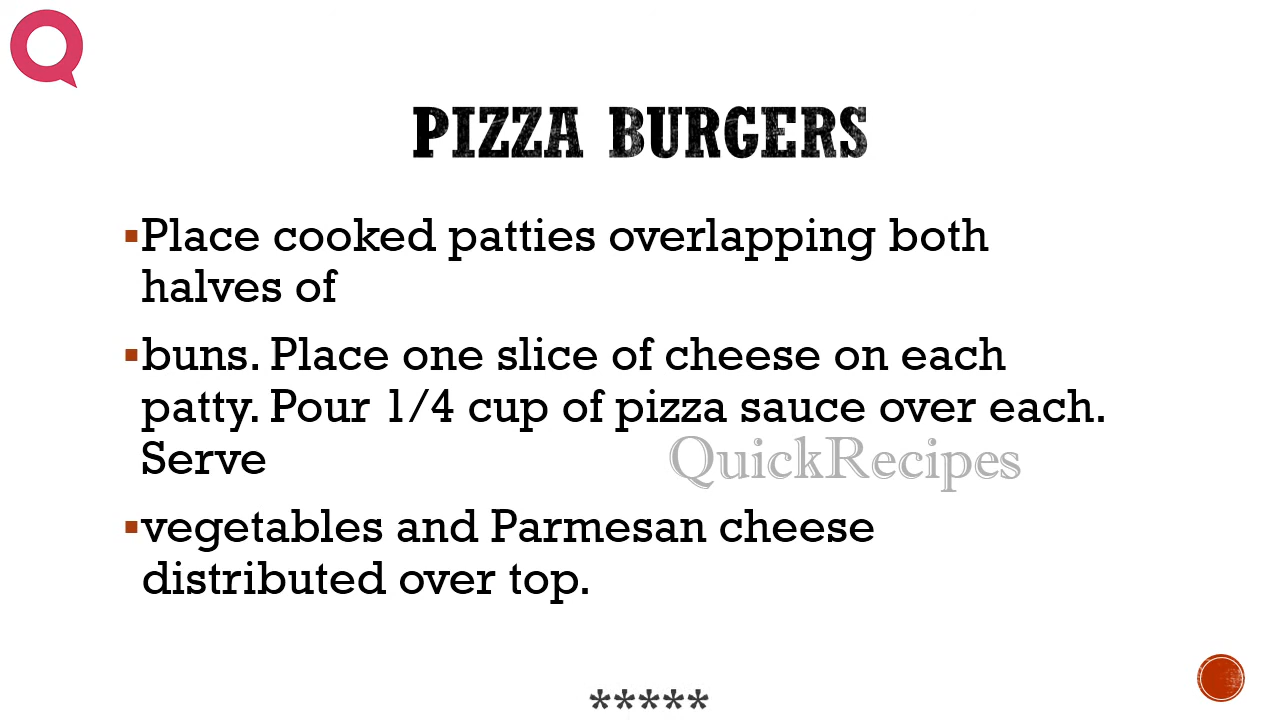 PIZZA BURGERS
▪Place cooked patties overlapping both
halves of
▪buns. Place one slice of cheese on each
patty. Pour 1/4 cup of pizza sauce over each.
Serve
QuickRecipes
▪vegetables and Parmesan cheese
distributed over top.
*****